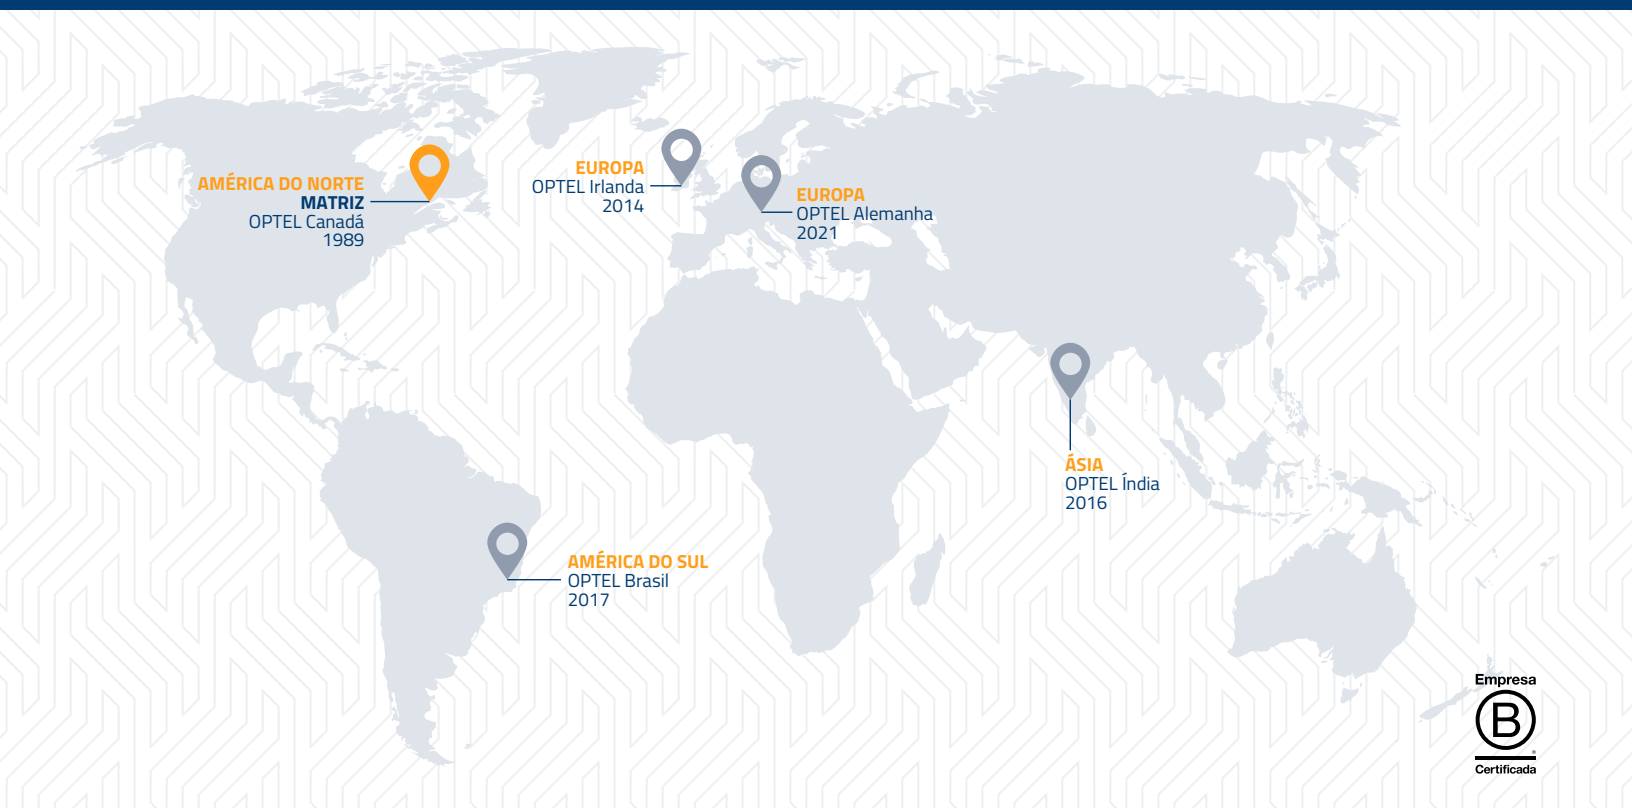 AMÉRICA DO NORTE
MATRIZ
OPTEL Canadá
1989
EUROPA
OPTEL Irlanda
2014
EUROPA
OPTEL Alemanha
2021
ÁSIA
OPTEL Índia
2016
AMÉRICA DO SUL
OPTEL Brasil
2017
Empresa
B
Certificada